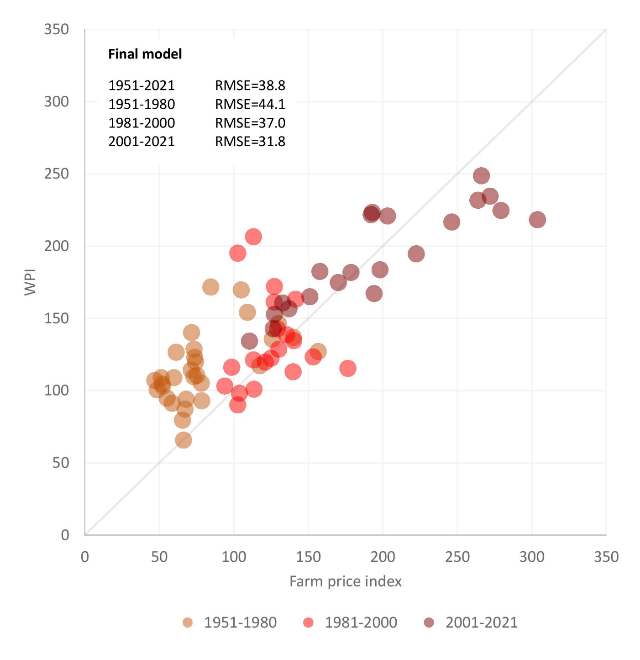 350
Final model
1951-2021 RMSE=38.8
1951-1980 RMSE=44.1
1981-2000 RMSE=37.0
2001-2021 RMSE=31.8
300
250
200
WPI
150
100
50
0
0 50 100 150 200 250 300 350
Farm price index
1951-1980 1981-2000 2001-2021